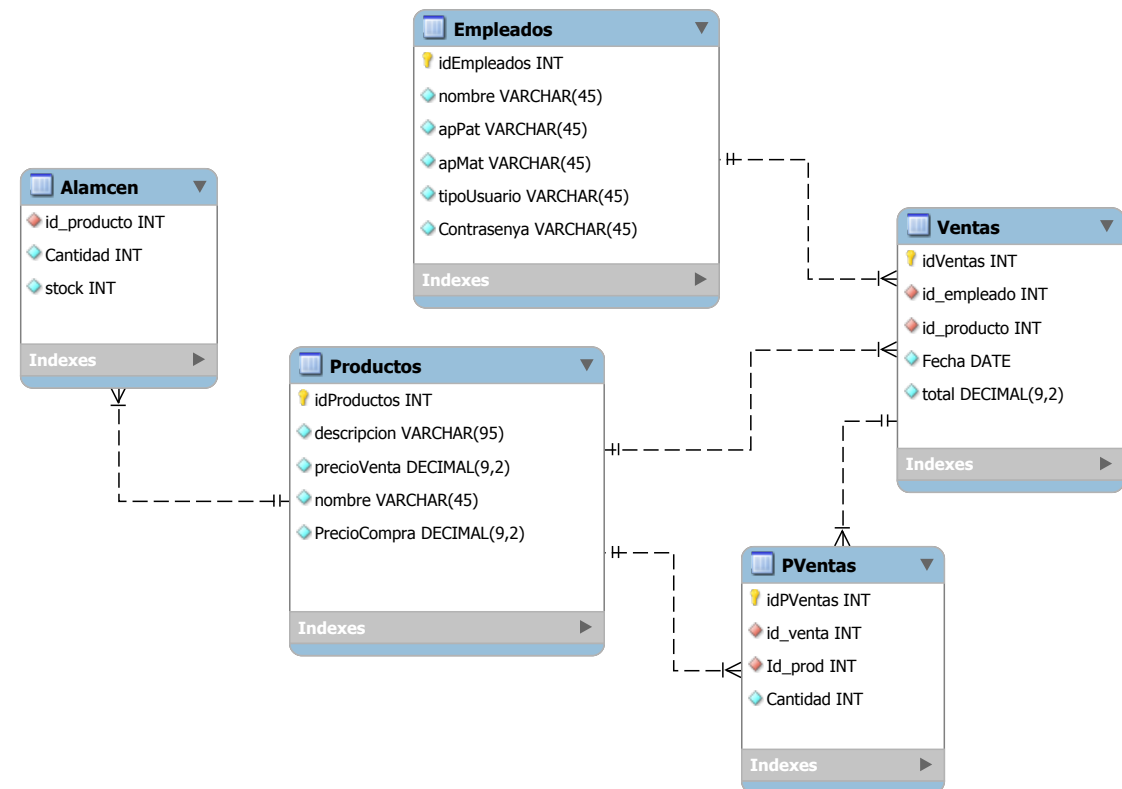 Empleados
idEmpleados INT
nombre VARCHAR(45)
apPat VARCHAR(45)
apMat VARCHAR(45)
tipoUsuario VARCHAR(45)
Contrasenya VARCHAR(45)
Indexes
Alamcen
id_producto INT
Cantidad INT
stock INT
Indexes
Ventas
idVentas INT
id_empleado INT
id_producto INT
Fecha DATE
total DECIMAL(9,2)
Indexes
Productos
idProductos INT
descripcion VARCHAR(95)
precioVenta DECIMAL(9,2)
nombre VARCHAR(45)
PrecioCompra DECIMAL(9,2)
Indexes
PVentas
idPVentas INT
id_venta INT
Id_prod INT
Cantidad INT
Indexes